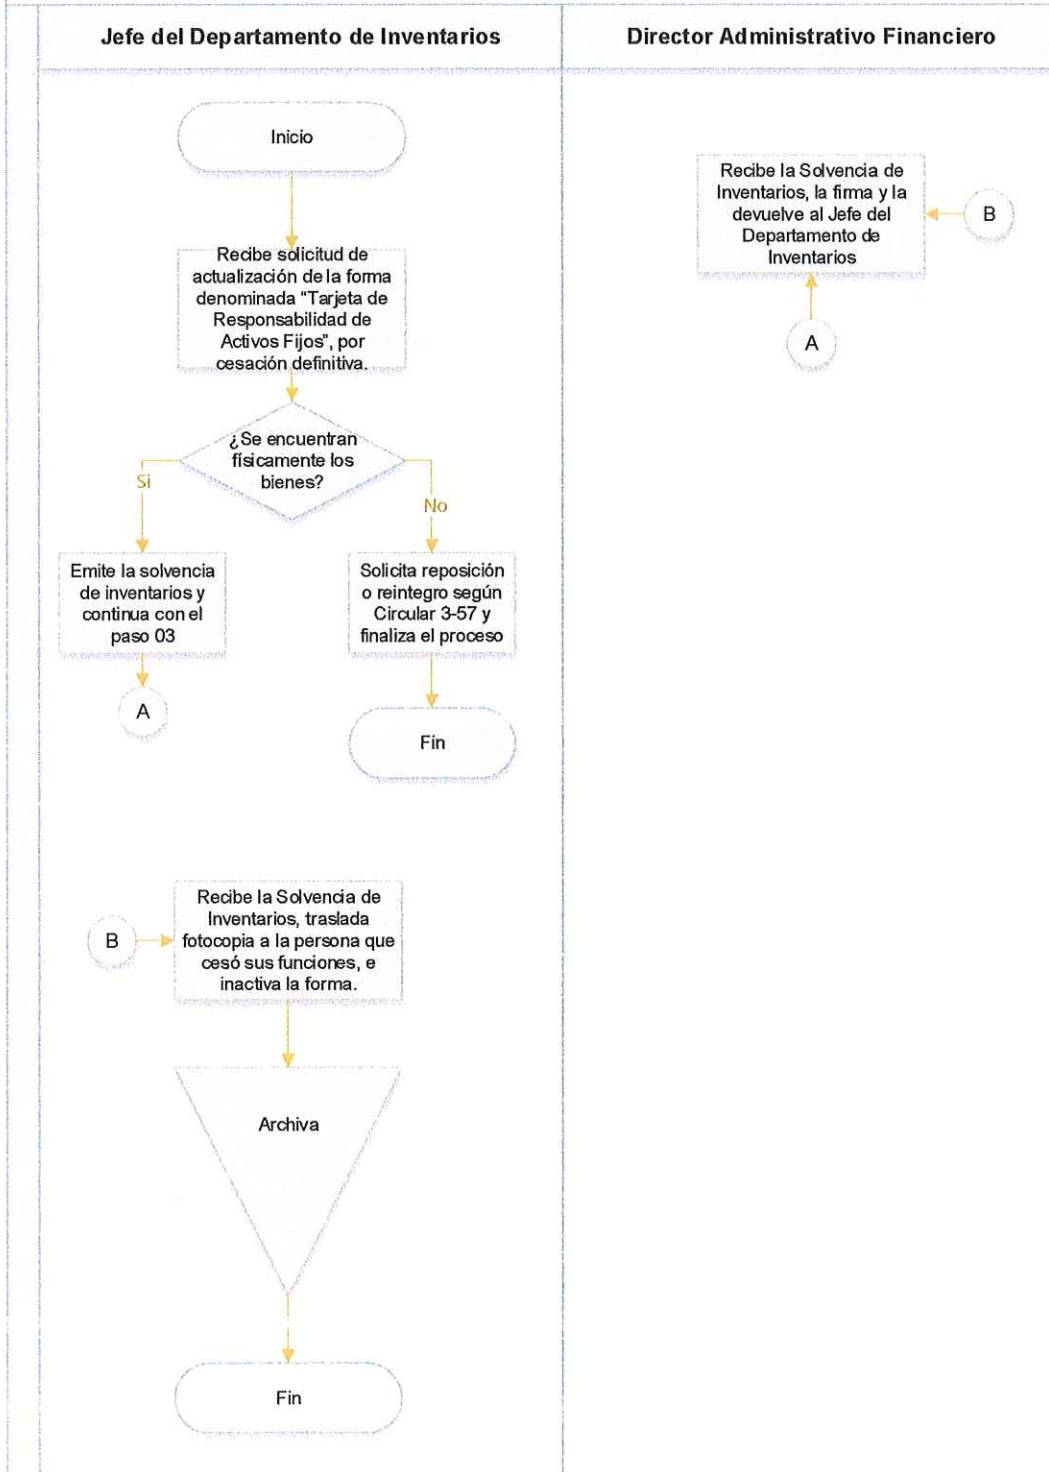 Jefe del Departamento de Inventarios
Director Administrativo Financiero
Inicio
Recibe solicitud de
actualización de la forma
denominada "Tarjeta de
Responsabilidad de
Activos Fijos", por
cesación definitiva.
¿Se encuentran
físicamente los
bienes?
Si
No
Emite la solvencia
de inventarios y
continua con el
paso 03
A
Solicita reposición
o reintegro según
Circular 3-57 y
finaliza el proceso
Fin
B
Recibe la Solvencia de
Inventarios, traslada
fotocopia a la persona que
cesó sus funciones, e
inactiva la forma.
Archiva
Fin
Recibe la Solvencia de
Inventarios, la firma y la
devuelve al Jefe del
Departamento de
Inventarios
B
A